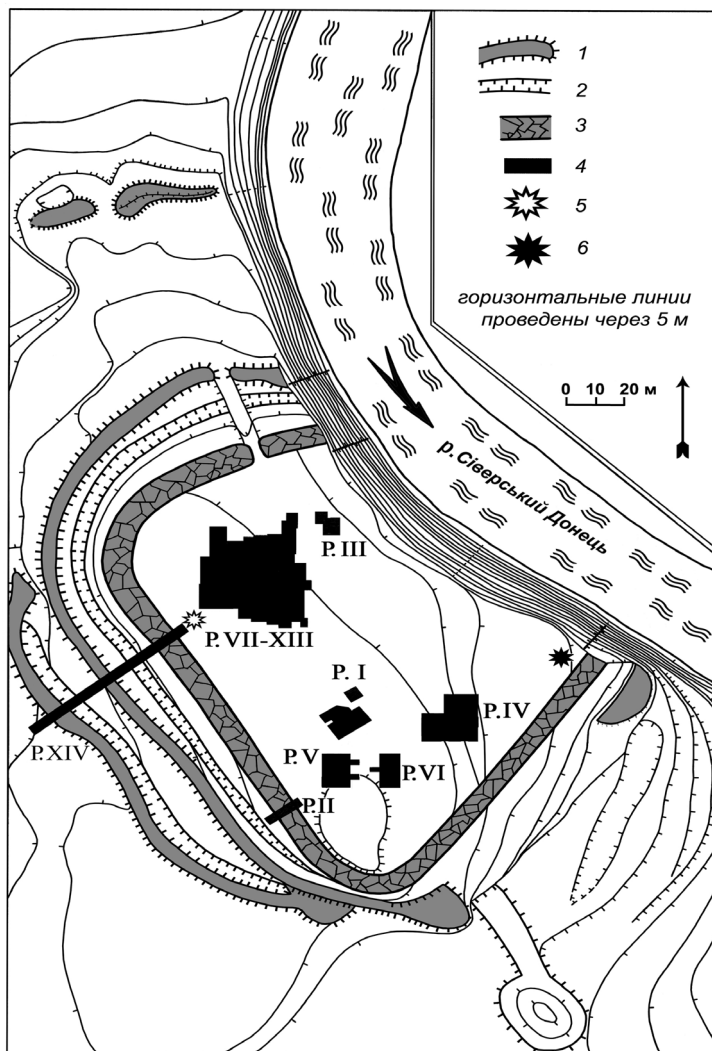 1
2
3
4
5
6
горизонтальные линии
проведены через 5 м
0 10 20 м
р. Сіверський Донець
Р. III
Р. VII-XIII
Р. I
Р. IV
Р. V
Р. VI
Р. XIV
Р. II